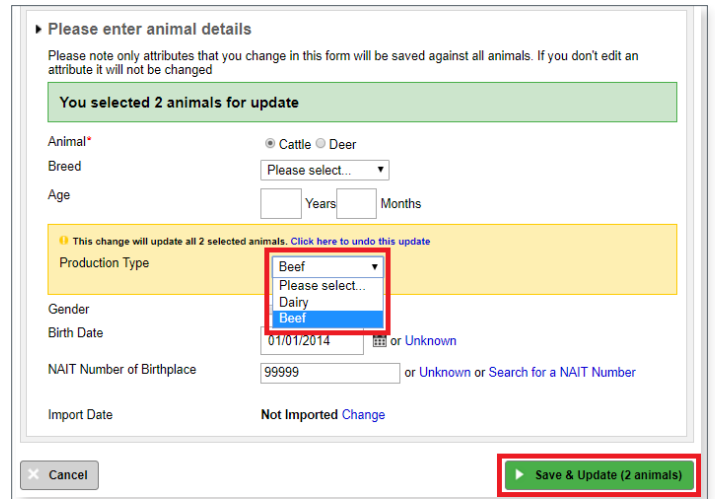 Please enter animal details
Please note only attributes that you change in this form will be saved against all animals. If you don't edit an
attribute it will not be changed
You selected 2 animals for update
Animal* Cattle Deer
Breed Please select...
Age Years Months
This change will update all 2 selected animals. Click here to undo this update
Production Type Beef
Please select...
Dairy
Beef
Gender
Birth Date 01/01/2014 or Unknown
NAIT Number of Birthplace 99999 or Unknown or Search for a NAIT Number
Import Date Not Imported Change
Cancel Save & Update (2 animals)